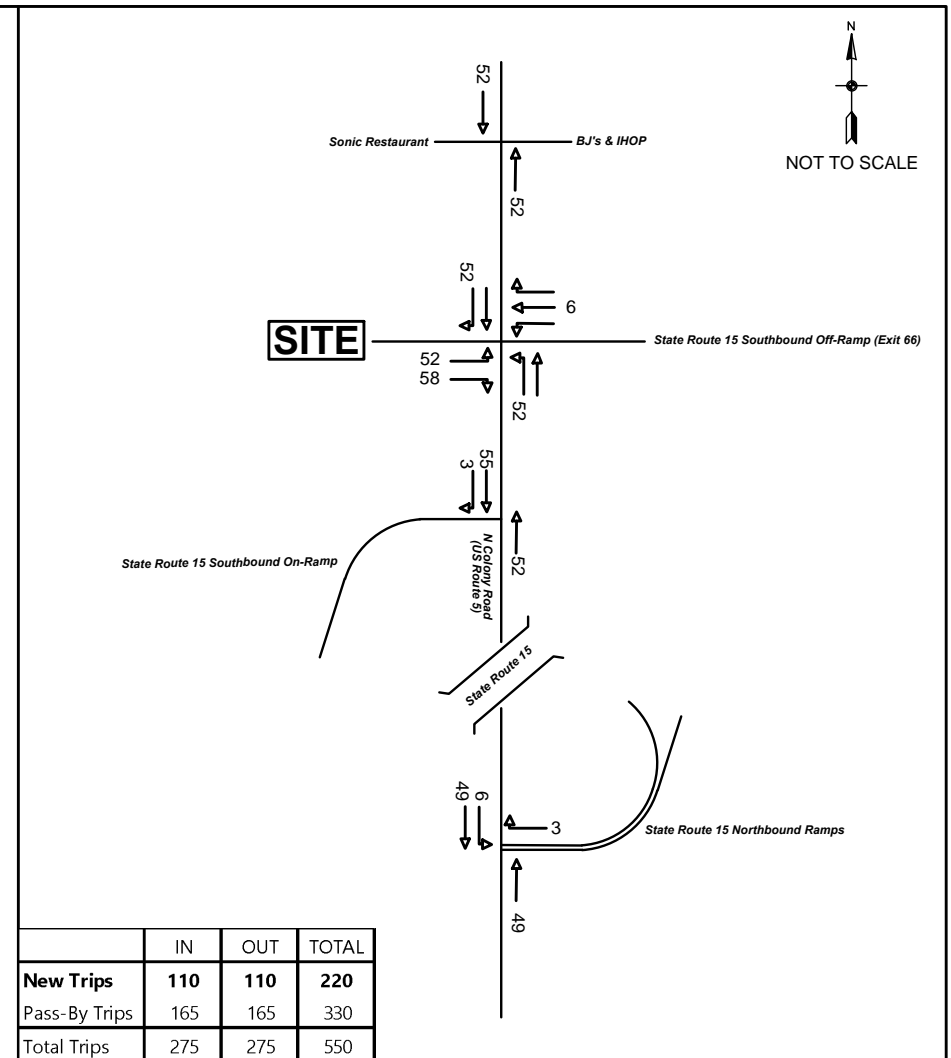 N
NOT TO SCALE
52
Sonic Restaurant
BJ's & IHOP
52
52
6
SITE
State Route 15 Southbound Off-Ramp (Exit 66)
52
58
52
3
55
State Route 15 Southbound On-Ramp
N Colony Road
(US Route 5)
52
State Route 15
49
6
3
State Route 15 Northbound Ramps
49
IN OUT TOTAL
New Trips 110 110 220
Pass-By Trips 165 165 330
Total Trips 275 275 550